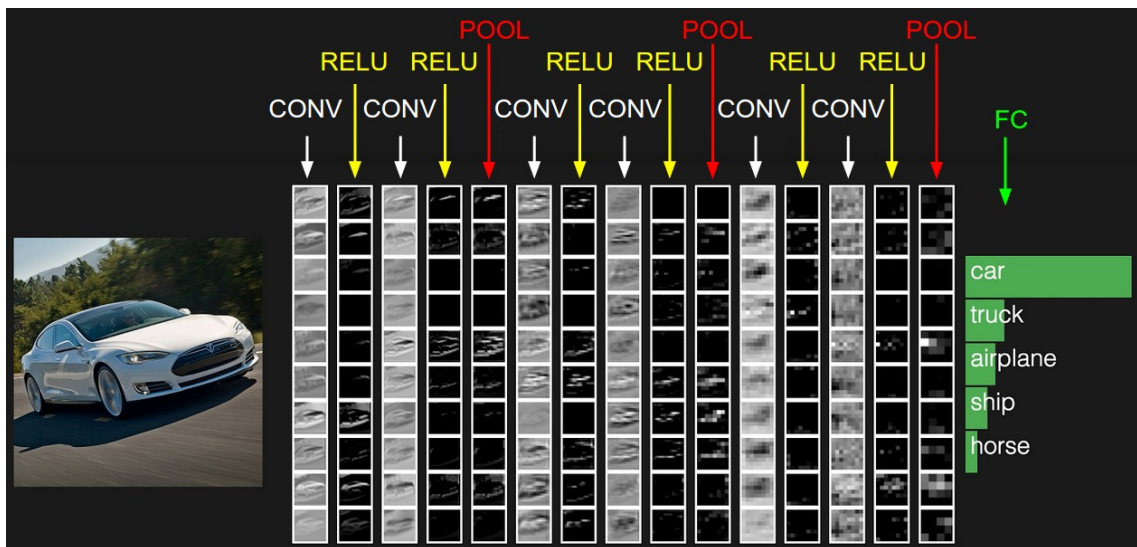 POOL POOL POOL
RELU RELU RELU RELU RELU RELU
CONV CONV CONV CONV CONV CONV
FC
car
truck
airplane
ship
horse